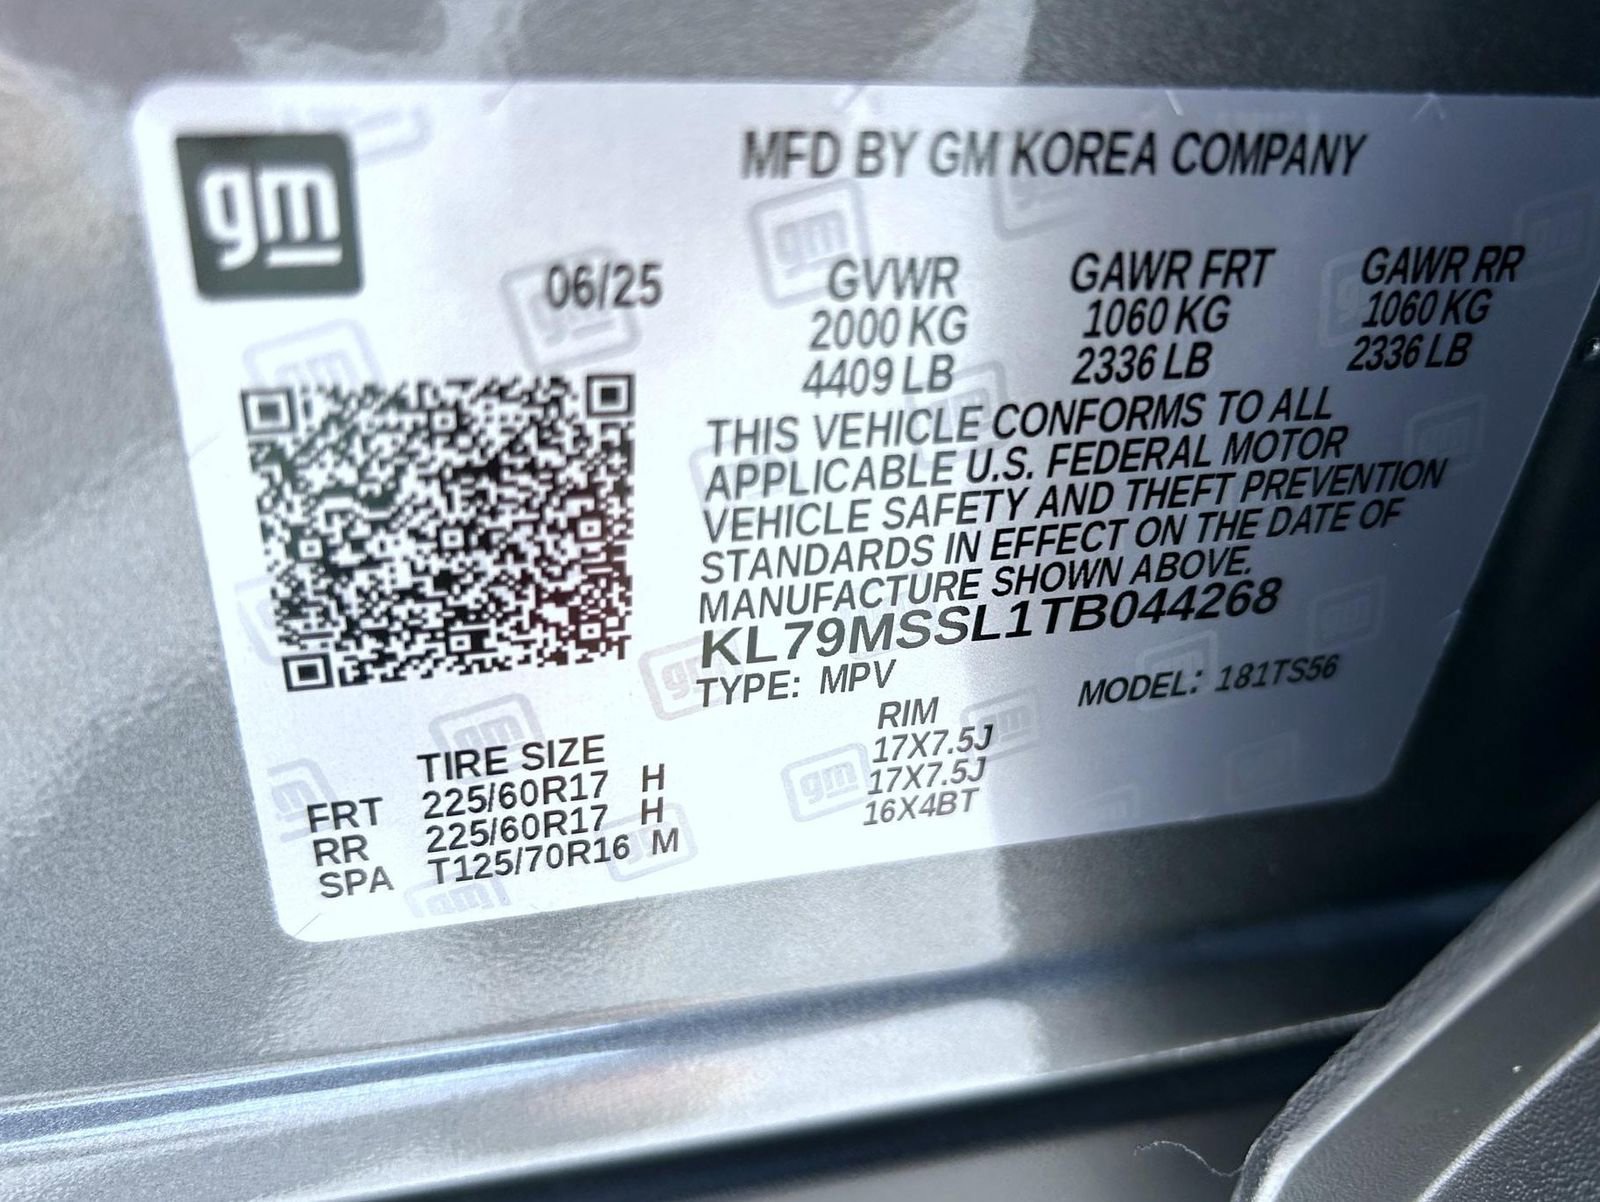 gm
MFD BY GM KOREA COMPANY
06/25
GVWR GAWR FRT GAWR RR
2000 KG 1060 KG 1060 KG
4409 LB 2336 LB 2336 LB
THIS VEHICLE CONFORMS TO ALL
APPLICABLE U.S. FEDERAL MOTOR
VEHICLE SAFETY AND THEFT PREVENTION
STANDARDS IN EFFECT ON THE DATE OF
MANUFACTURE SHOWN ABOVE.
KL79MSSL1TB044268
TYPE: MPV MODEL: 181TS56
TIRE SIZE RIM
FRT 225/60R17 H 17X7.5J
RR 225/60R17 H 17X7.5J
SPA T125/70R16 M 16X4BT